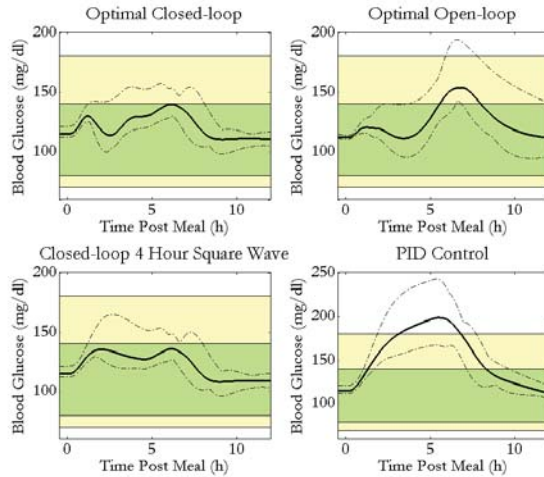 Optimal Closed-loop
200
150
100
Blood Glucose (mg/dl)
0 5 10
Time Post Meal (h)
Optimal Open-loop
200
150
100
Blood Glucose (mg/dl)
0 5 10
Time Post Meal (h)
Closed-loop 4 Hour Square Wave
200
150
100
Blood Glucose (mg/dl)
0 5 10
Time Post Meal (h)
PID Control
250
200
150
100
Blood Glucose (mg/dl)
0 5 10
Time Post Meal (h)